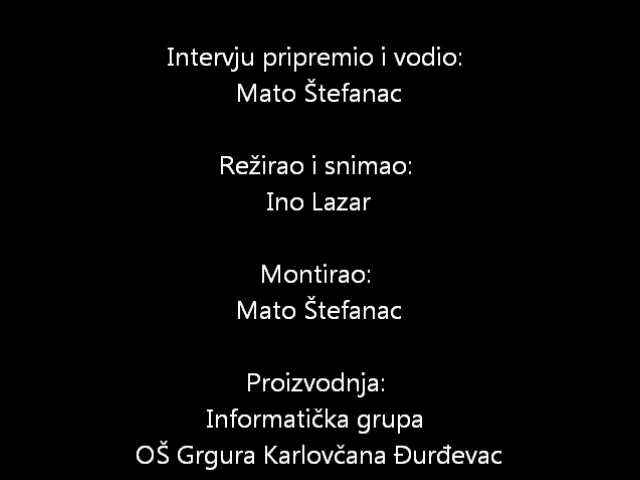 Intervju pripremio i vodio:
Mato Štefanac
Režirao i snimao:
Ino Lazar
Montirao:
Mato Štefanac
Proizvodnja:
Informatička grupa
OŠ Grgura Karlovčana Đurđevac